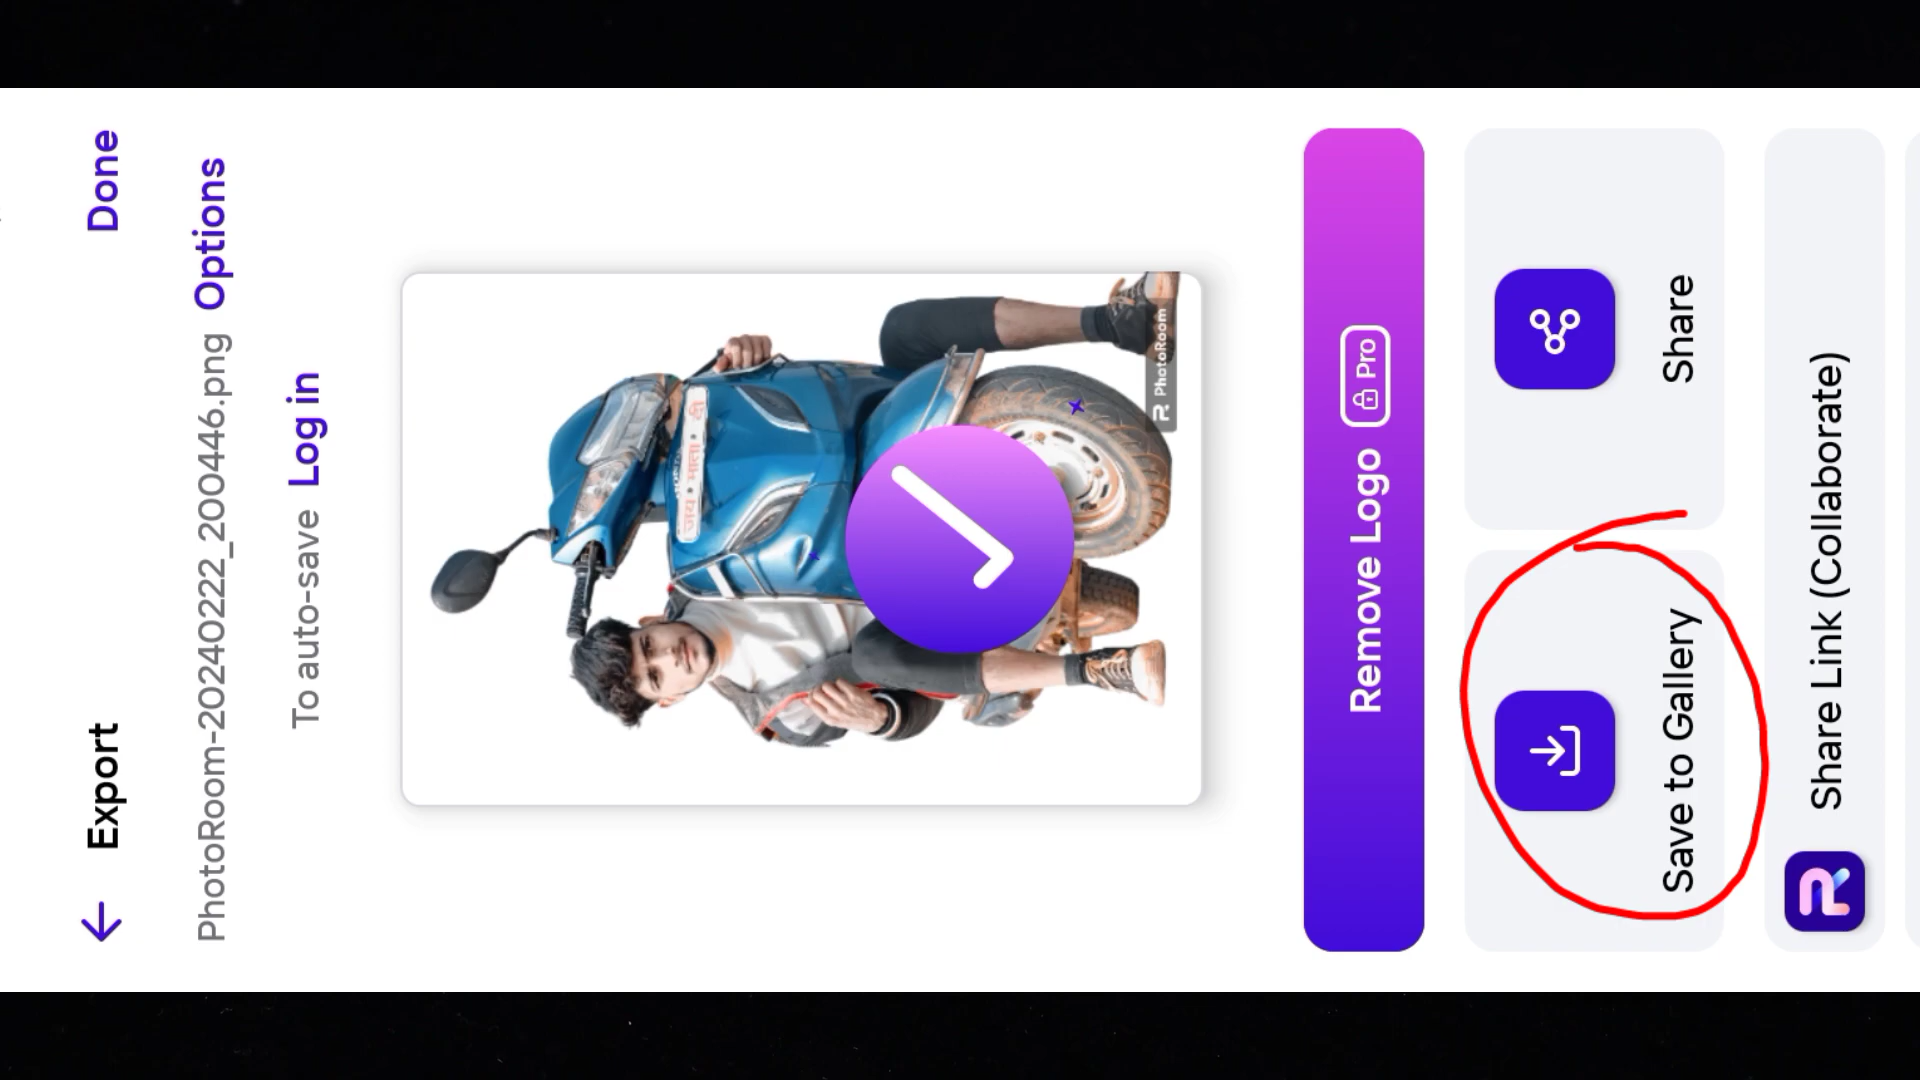 Export
Done
PhotoRoom-20240222_200446.png Options
To auto-save Log in
PhotoRoom
Remove Logo Pro
Save to Gallery
Share
Share Link (Collaborate)